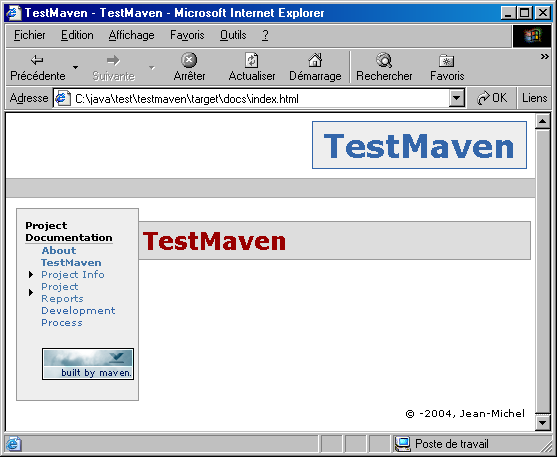 TestMaven - TestMaven - Microsoft Internet Explorer
Fichier Edition Affichage Favoris Outils ?
Précédente Suivante Arrêter Actualiser Démarrage Rechercher Favoris »
Adresse C:\java\test\testmaven\target\docs\index.html OK Liens
TestMaven
Project
Documentation
About
TestMaven
Project Info
Project
Reports
Development
Process
built by maven.
TestMaven
© -2004, Jean-Michel
Poste de travail